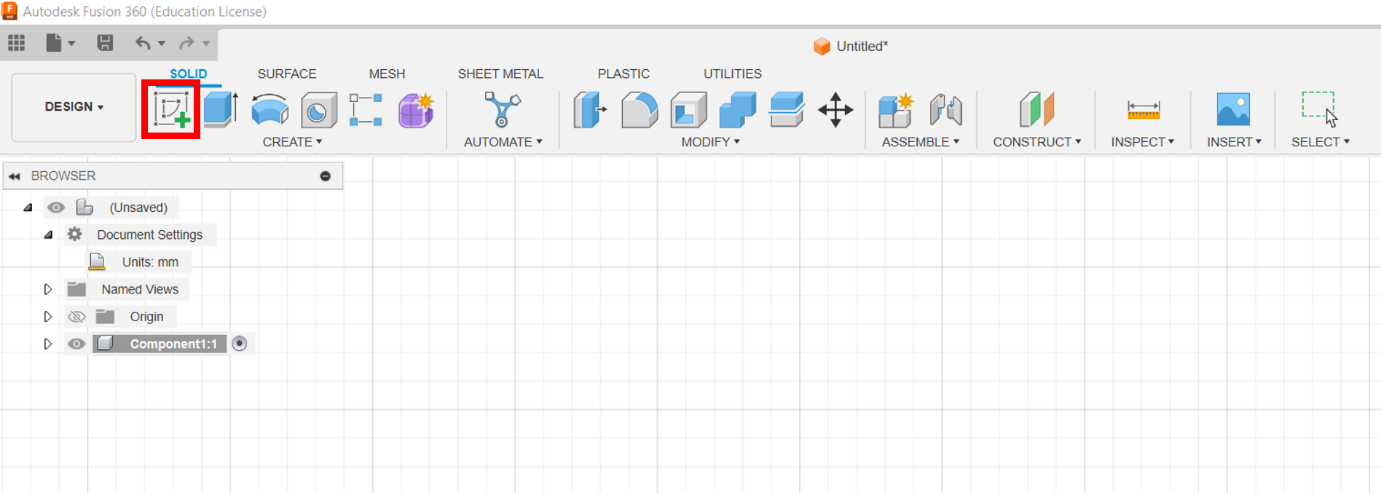 Autodesk Fusion 360 (Education License)
Untitled*
SOLID SURFACE MESH SHEET METAL PLASTIC UTILITIES
DESIGN
CREATE AUTOMATE MODIFY ASSEMBLE CONSTRUCT INSPECT INSERT SELECT
BROWSER
(Unsaved)
Document Settings
Units: mm
Named Views
Origin
Component1:1